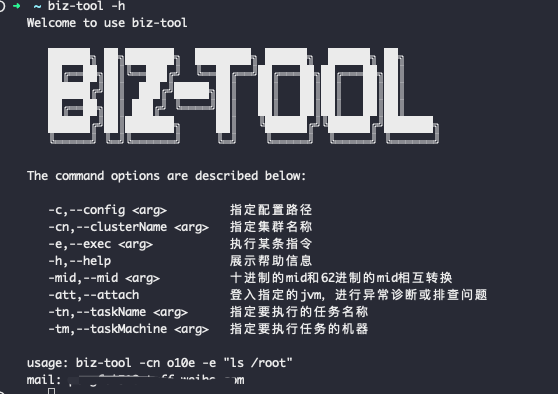 ➜ ~ biz-tool -h
Welcome to use biz-tool
BIZ-TOOL
The command options are described below:
-c,--config <arg> 指定配置路径
-cn,--clusterName <arg> 指定集群名称
-e,--exec <arg> 执行某条指令
-h,--help 展示帮助信息
-mid,--mid <arg> 十进制的mid和62进制的mid相互转换
-att,--attach 登入指定的jvm, 进行异常诊断或排查问题
-tn,--taskName <arg> 指定要执行的任务名称
-tm,--taskMachine <arg> 指定要执行任务的机器
usage: biz-tool -cn o10e -e "ls /root"
mail: